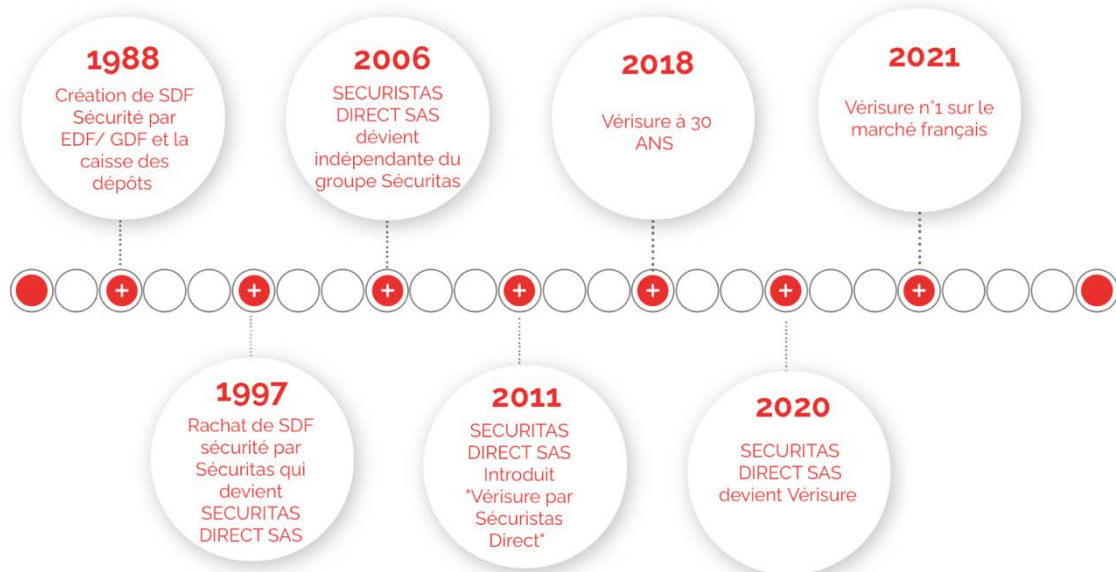 1988
Création de SDF
Sécurité par
EDF/ GDF et la
caisse des
dépôts
2006
SECURISTAS
DIRECT SAS
dévient
indépendante du
groupe Sécuritas
2018
Vérisure à 30
ANS
2021
Vérisure n°1 sur le
marché français
1997
Rachat de SDF
sécurité par
Sécuritas qui
devient
SECURITAS
DIRECT SAS
2011
SECURITAS
DIRECT SAS
Introduit
"Vérisure par
Sécuristas
Direct"
2020
SECURITAS
DIRECT SAS
devient Vérisure